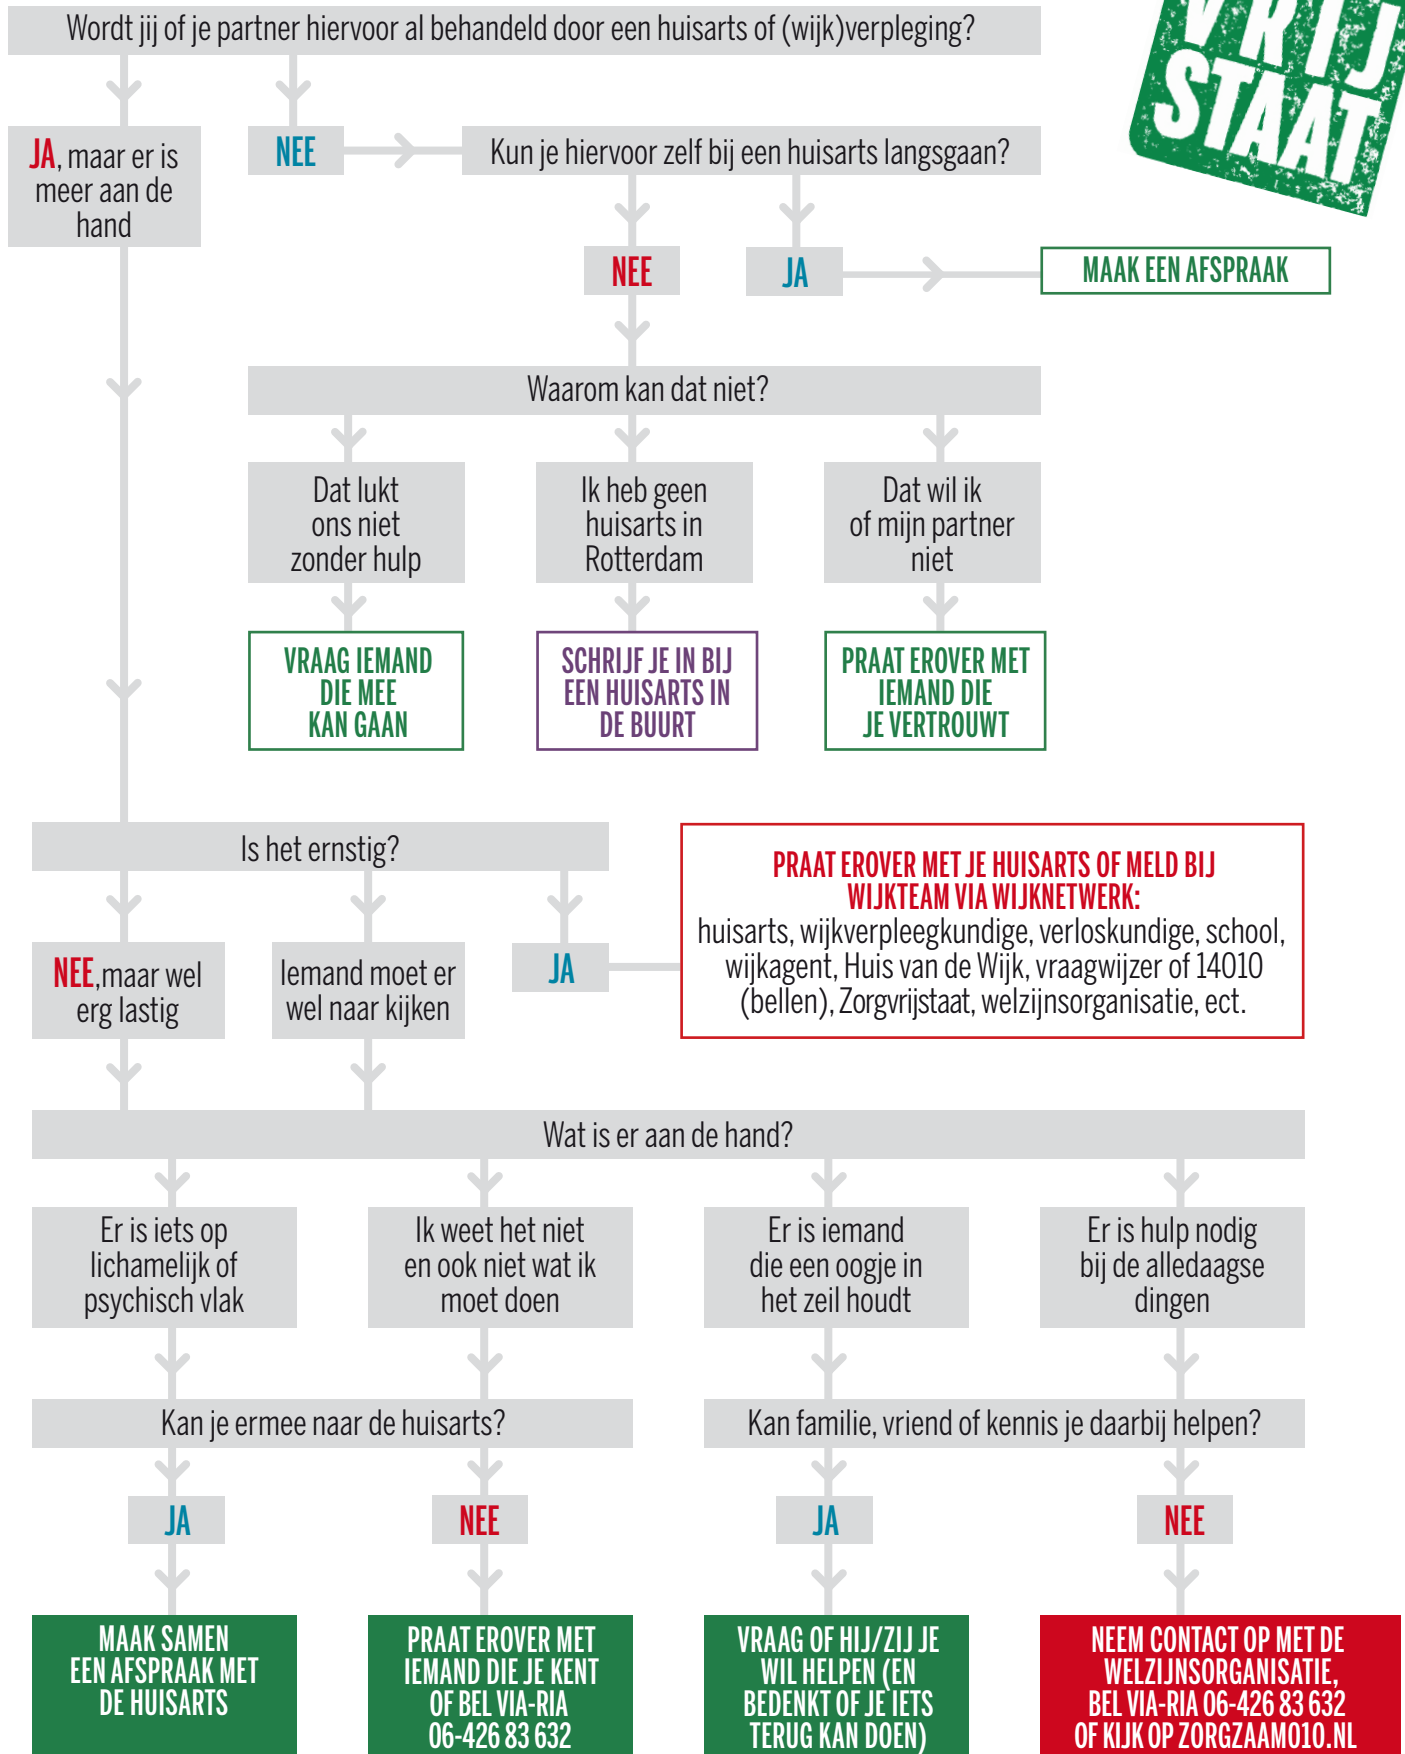 Wordt jij of je partner hiervoor al behandeld door een huisarts of (wijk)verpleging?
VRIJ
STAAT
JA, maar er is
meer aan de
hand
NEE
Kun je hiervoor zelf bij een huisarts langsgaan?
NEE
JA
MAAK EEN AFSPRAAK
Waarom kan dat niet?
Dat lukt
ons niet
zonder hulp
Ik heb geen
huisarts in
Rotterdam
Dat wil ik
of mijn partner
niet
VRAAG IEMAND
DIE MEE
KAN GAAN
SCHRIJF JE IN BIJ
EEN HUISARTS IN
DE BUURT
PRAAT EROVER MET
IEMAND DIE
JE VERTROUWT
Is het ernstig?
NEE,maar wel
erg lastig
Iemand moet er
wel naar kijken
JA
PRAAT EROVER MET JE HUISARTS OF MELD BIJ
WIJKTEAM VIA WIJKNETWERK:
huisarts, wijkverpleegkundige, verloskundige, school,
wijkagent, Huis van de Wijk, vraagwijzer of 14010
(bellen), Zorgvrijstaat, welzijnsorganisatie, ect.
Wat is er aan de hand?
Er is iets op
lichamelijk of
psychisch vlak
Ik weet het niet
en ook niet wat ik
moet doen
Er is iemand
die een oogje in
het zeil houdt
Er is hulp nodig
bij de alledaagse
dingen
Kan je ermee naar de huisarts?
Kan familie, vriend of kennis je daarbij helpen?
JA
NEE
JA
NEE
MAAK SAMEN
EEN AFSPRAAK MET
DE HUISARTS
PRAAT EROVER MET
IEMAND DIE JE KENT
OF BEL VIA-RIA
06-426 83 632
VRAAG OF HIJ/ZIJ JE
WIL HELPEN (EN
BEDENKT OF JE IETS
TERUG KAN DOEN)
NEEM CONTACT OP MET DE
WELZIJNSORGANISATIE,
BEL VIA-RIA 06-426 83 632
OF KIJK OP ZORGZAAM010.NL